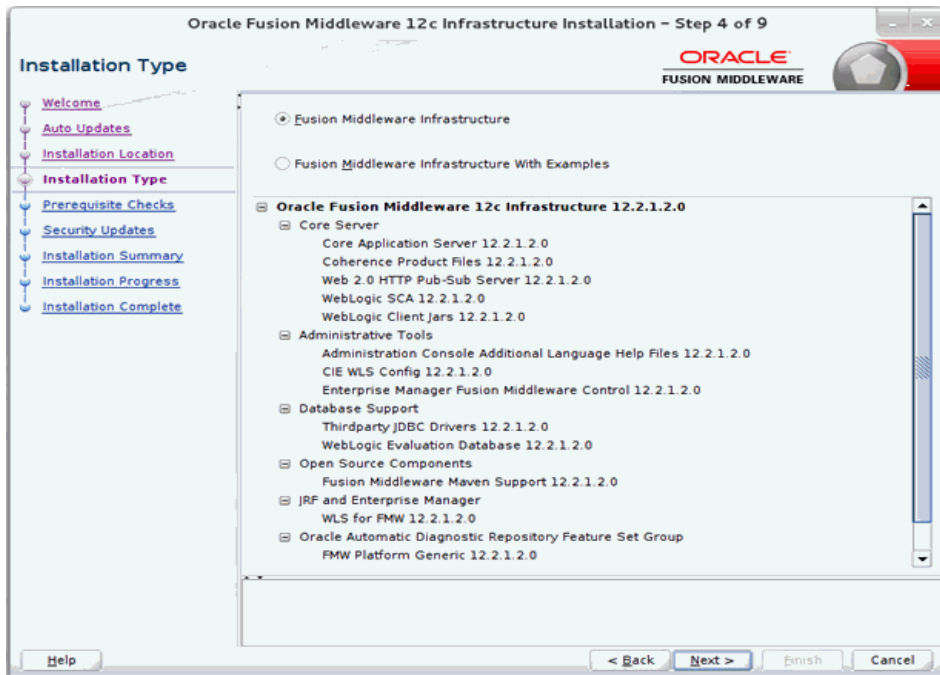 Oracle Fusion Middleware 12c Infrastructure Installation - Step 4 of 9
Installation Type
ORACLE
FUSION MIDDLEWARE
Welcome
Auto Updates
Installation Location
Installation Type
Prerequisite Checks
Security Updates
Installation Summary
Installation Progress
Installation Complete
Fusion Middleware Infrastructure
Fusion Middleware Infrastructure With Examples
Oracle Fusion Middleware 12c Infrastructure 12.2.1.2.0
Core Server
Core Application Server 12.2.1.2.0
Coherence Product Files 12.2.1.2.0
Web 2.0 HTTP Pub-Sub Server 12.2.1.2.0
WebLogic SCA 12.2.1.2.0
WebLogic Client Jars 12.2.1.2.0
Administrative Tools
Administration Console Additional Language Help Files 12.2.1.2.0
CIE WLS Config 12.2.1.2.0
Enterprise Manager Fusion Middleware Control 12.2.1.2.0
Database Support
Thirdparty JDBC Drivers 12.2.1.2.0
WebLogic Evaluation Database 12.2.1.2.0
Open Source Components
Fusion Middleware Maven Support 12.2.1.2.0
JRF and Enterprise Manager
WLS for FMW 12.2.1.2.0
Oracle Automatic Diagnostic Repository Feature Set Group
FMW Platform Generic 12.2.1.2.0
Help
< Back
Next >
Finish
Cancel